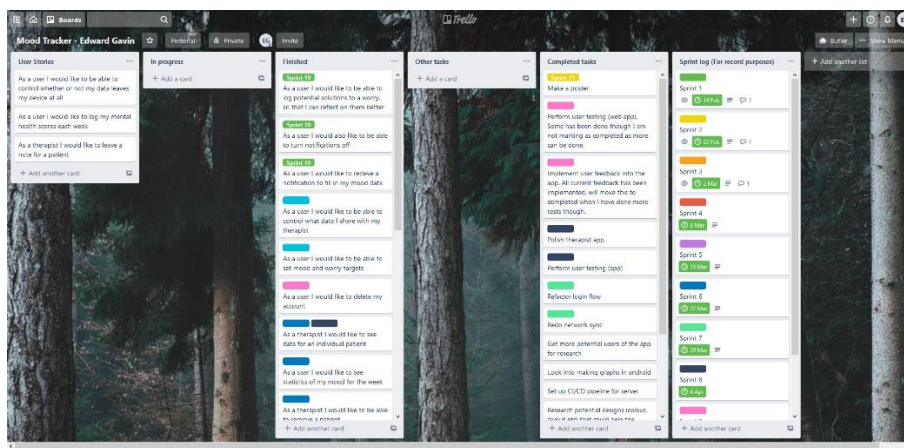 Boards
Trello
Mood Tracker - Edward Gavin
Personal
Private
EG
Invite
Butler
Show Menu
User Stories
As a user I would like to be able to
control whether or not my data leaves
my device at all
As a user I would like to log my mental
health scores each week
As a therapist I would like to leave a
note for a patient
+ Add another card
In progress
+ Add a card
Finished
Sprint 10
As a user I would like to be able to
log potential solutions to a worry,
so that I can reflect on them better
Sprint 10
As a user I would also like to be able
to turn notifications off
Sprint 10
As a user I would like to recieve a
notification to fill in my mood data
As a user I would like to be able to
control what data I share with my
therapist
As a user I would like to be able to
set mood and worry targets
As a user I would like to delete my
account
As a therapist I would like to see
data for an individual patient
As a user I would like to see
statistics of my mood for the week
As a therapist I would like to be able
to remove a patient
+ Add another card
Other tasks
+ Add a card
Completed tasks
Sprint 11
Make a poster
Perform user testing (web app).
Some has been done though I am
not marking as completed as more
can be done.
Implement user feedback into the
app. All current feedback has been
implemented, will move this to
completed when I have done more
tests though.
Polish therapist app
Perform user testing (app)
Refactor login flow
Redo network sync
Get more potential users of the app
for research
Look into making graphs in android
Set up CI/CD pipeline for server
Research potential designs (colour,
layout etc) that could help the
+ Add another card
Sprint log (For record purposes)
Sprint 1
14 Feb
1
Sprint 2
22 Feb
1
Sprint 3
2 Mar
1
Sprint 4
8 Mar
Sprint 5
15 Mar
Sprint 6
22 Mar
Sprint 7
29 Mar
Sprint 8
6 Apr
+ Add another card
+ Add another list